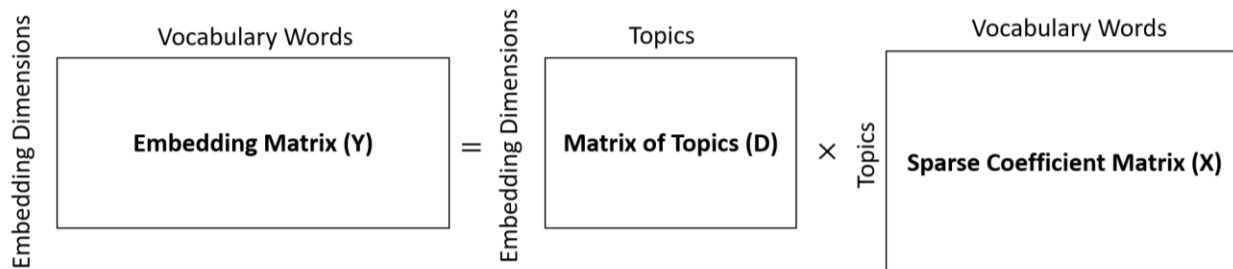 Embedding Dimensions
Vocabulary Words
Embedding Matrix (Y)
=
Embedding Dimensions
Topics
Matrix of Topics (D)
×
Topics
Vocabulary Words
Sparse Coefficient Matrix (X)